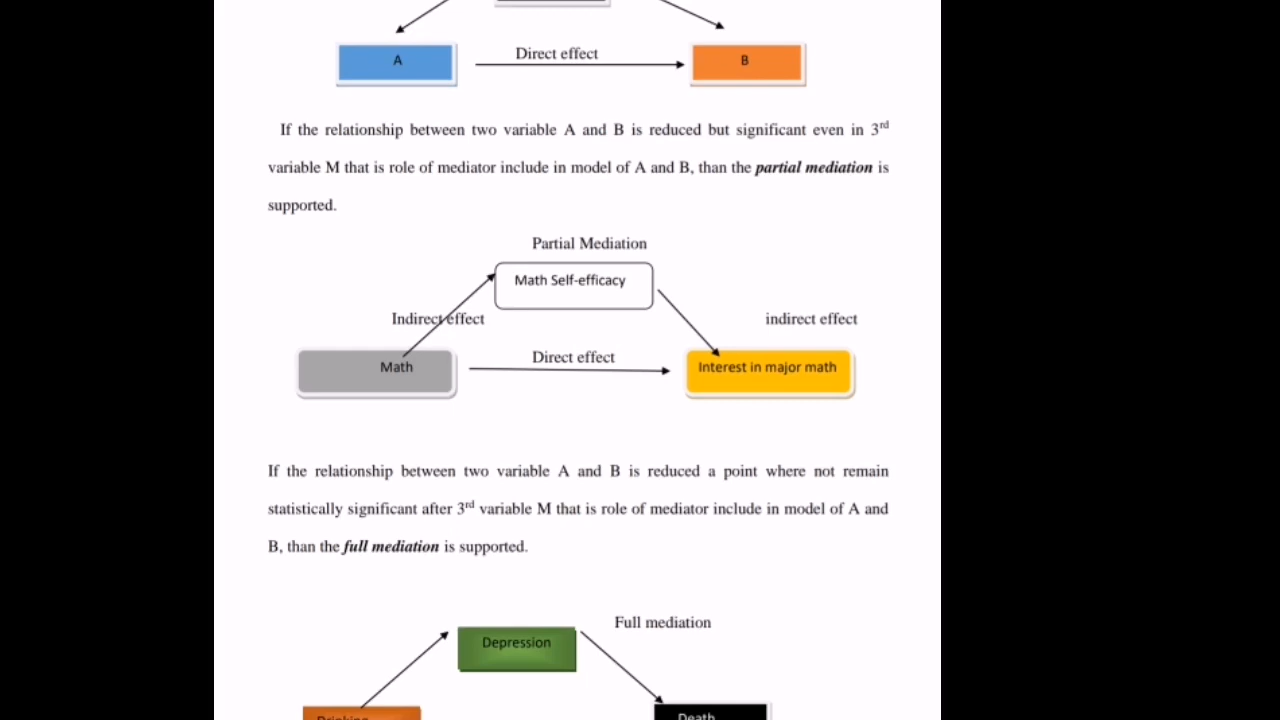 Direct effect
A
B
If the relationship between two variable A and B is reduced but significant even in 3rd
variable M that is role of mediator include in model of A and B, than the partial mediation is
supported.
Partial Mediation
Math Self-efficacy
Indirect effect
indirect effect
Direct effect
Math
Interest in major math
If the relationship between two variable A and B is reduced a point where not remain
statistically significant after 3rd variable M that is role of mediator include in model of A and
B, than the full mediation is supported.
Full mediation
Depression
Drinking
Death